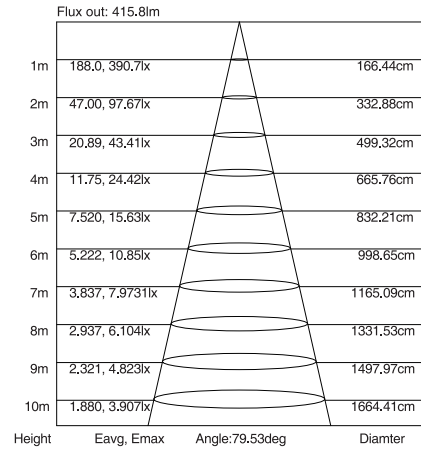 Flux out: 415.8lm
1m 188.0, 390.7lx 166.44cm
2m 47.00, 97.67lx 332.88cm
3m 20.89, 43.41lx 499.32cm
4m 11.75, 24.42lx 665.76cm
5m 7.520, 15.63lx 832.21cm
6m 5.222, 10.85lx 998.65cm
7m 3.837, 7.9731lx 1165.09cm
8m 2.937, 6.104lx 1331.53cm
9m 2.321, 4.823lx 1497.97cm
10m 1.880, 3.907lx 1664.41cm
Height Eavg, Emax Angle:79.53deg Diamter